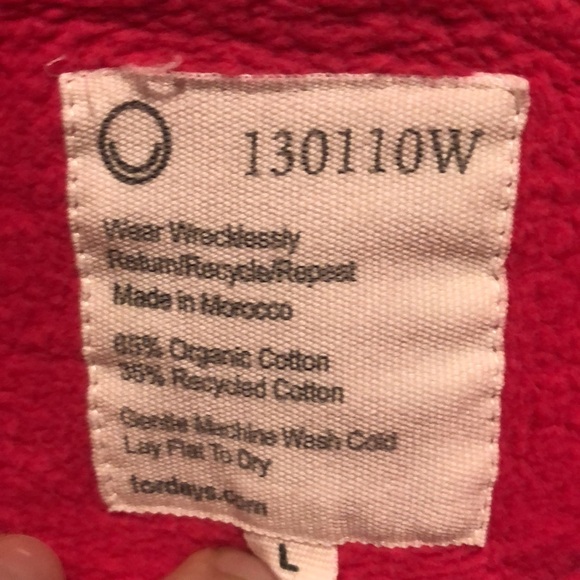 130110W
Wear Wrecklessly
Return/Recycle/Repeat
Made in Morocco
65% Organic Cotton
35% Recycled Cotton
Gentle Machine Wash Cold
Lay Flat To Dry
fordays.com
L